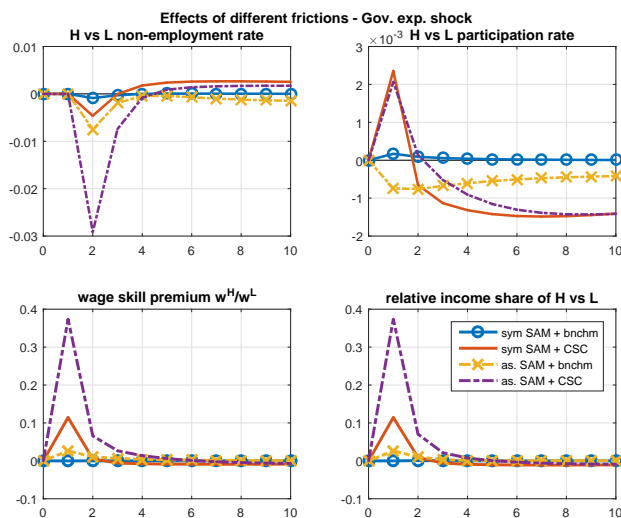 Effects of different frictions - Gov. exp. shock
H vs L non-employment rate
0.01
0
-0.01
-0.02
-0.03
0 2 4 6 8 10
H vs L participation rate
×10⁻³
4
3
2
1
0
-1
-2
0 2 4 6 8 10
wage skill premium wᴴ/wᴸ
0.4
0.3
0.2
0.1
0
-0.1
0 2 4 6 8 10
relative income share of H vs L
0.4
0.3
0.2
0.1
0
-0.1
0 2 4 6 8 10
sym SAM + bnchm
sym SAM + CSC
as. SAM + bnchm
as. SAM + CSC